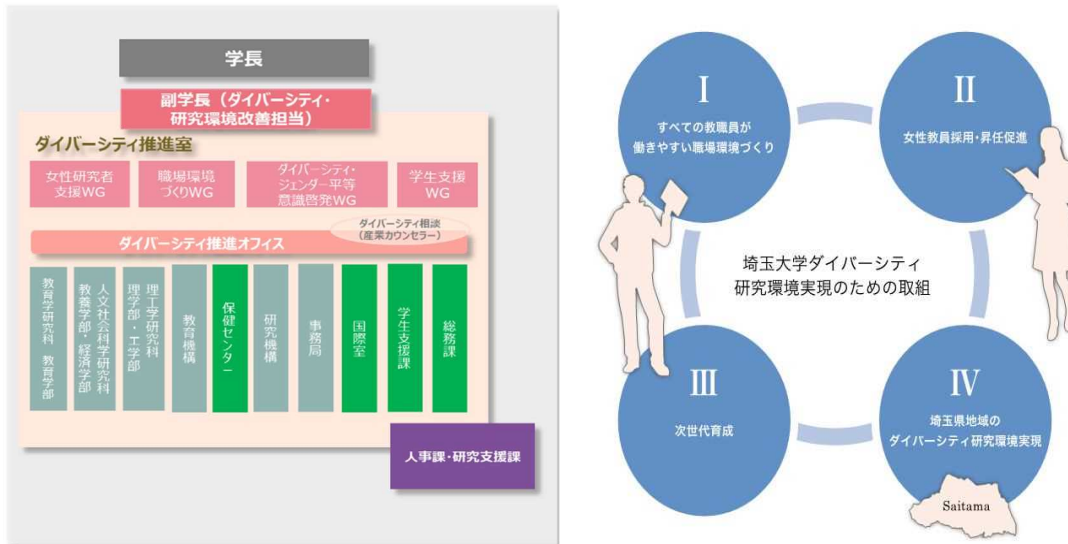 学長
副学長（ダイバーシティ・
研究環境改善担当）
ダイバーシティ推進室
女性研究者
支援WG
職場環境
づくりWG
ダイバーシティ・
ジェンダー平等
意識啓発WG
学生支援
WG
ダイバーシティ相談
（産業カウンセラー）
ダイバーシティ推進オフィス
教育学研究科　教育学部
人文社会科学研究科
教養学部・経済学部
理工学研究科
理学部・工学部
教育機構
保健センター
研究機構
事務局
国際室
学生支援課
総務課
人事課・研究支援課
I
すべての教職員が
働きやすい職場環境づくり
II
女性教員採用・昇任促進
埼玉大学ダイバーシティ
研究環境実現のための取組
III
次世代育成
IV
埼玉県地域の
ダイバーシティ研究環境実現
Saitama